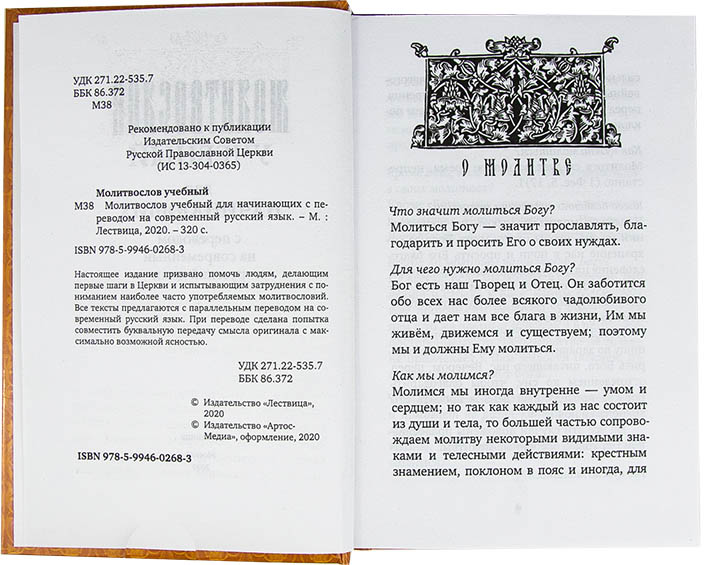 УДК 271.22-535.7
ББК 86.372
М38
Рекомендовано к публикации
Издательским Советом
Русской Православной Церкви
(ИС 13-304-0365)
Молитвослов учебный
М38 Молитвослов учебный для начинающих с пе-
реводом на современный русский язык. – М. :
Лествица, 2020. – 320 с.
ISBN 978-5-9946-0268-3
Настоящее издание призвано помочь людям, делающим
первые шаги в Церкви и испытывающим затруднения с по-
ниманием наиболее часто употребляемых молитвословий.
Все тексты предлагаются с параллельным переводом на со-
временный русский язык. При переводе сделана попытка
совместить буквальную передачу смысла оригинала с мак-
симально возможной ясностью.
УДК 271.22-535.7
ББК 86.372
© Издательство «Лествица»,
2020
© Издательство «Артос-
Медиа», оформление, 2020
ISBN 978-5-9946-0268-3
О МОЛИТВЕ
Что значит молиться Богу?
Молиться Богу — значит прославлять, бла-
годарить и просить Его о своих нуждах.
Для чего нужно молиться Богу?
Бог есть наш Творец и Отец. Он заботится
обо всех нас более всякого чадолюбивого
отца и дает нам все блага в жизни, Им мы
живём, движемся и существуем; поэтому
мы и должны Ему молиться.
Как мы молимся?
Молимся мы иногда внутренне — умом и
сердцем; но так как каждый из нас состоит
из души и тела, то большей частью сопрово-
ждаем молитву некоторыми видимыми зна-
ками и телесными действиями: крестным
знамением, поклоном в пояс и иногда, для